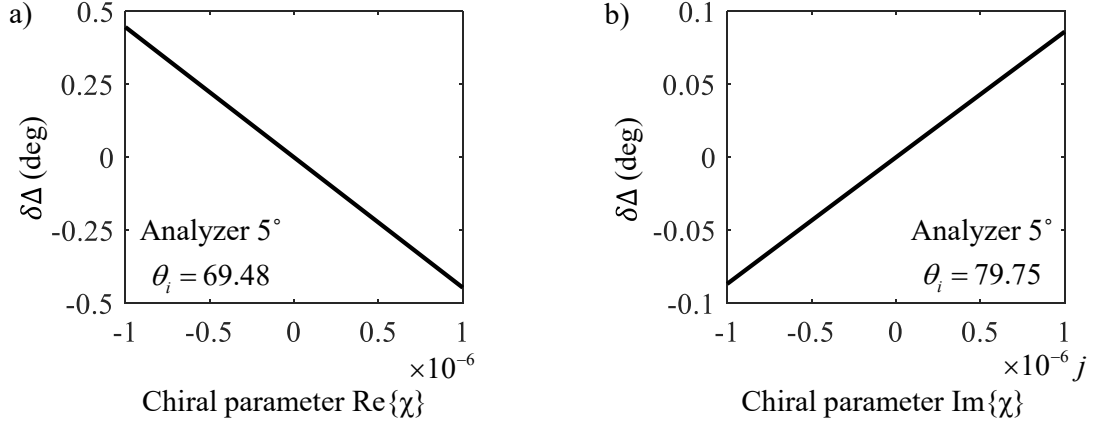 a)
0.5
0.25
0
-0.25
-0.5
δΔ (deg)
Analyzer 5°
θi = 69.48
-1 -0.5 0 0.5 1
×10-6
Chiral parameter Re{χ}
b)
0.1
0.05
0
-0.05
-0.1
δΔ (deg)
Analyzer 5°
θi = 79.75
-1 -0.5 0 0.5 1
×10-6 j
Chiral parameter Im{χ}